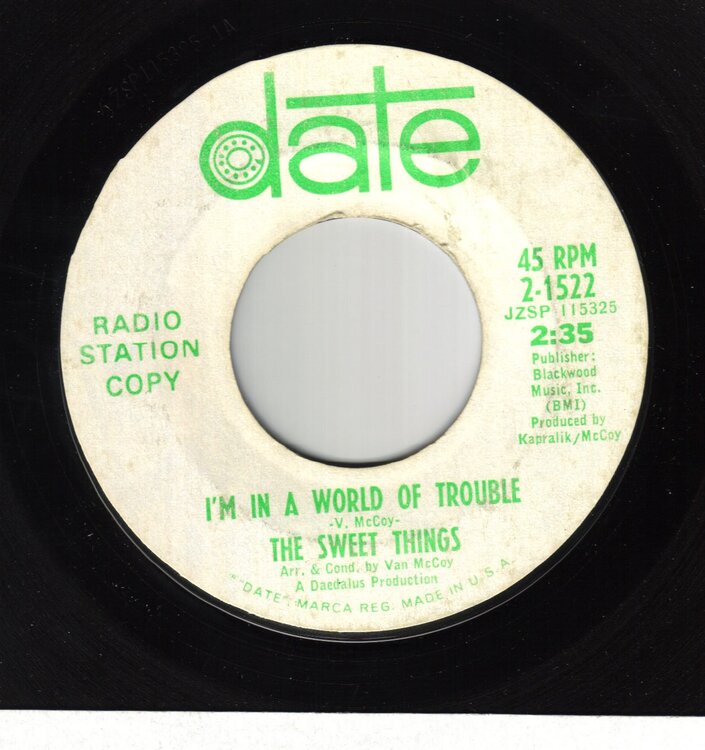 date
RADIO
STATION
COPY
45 RPM
2-1522
JZSP 115325
2:35
Publisher:
Blackwood
Music, Inc.
(BMI)
Produced by
Kapralik/McCoy
I'M IN A WORLD OF TROUBLE
-V. McCoy-
THE SWEET THINGS
Arr. & Cond. by Van McCoy
A Daedalus Production
"DATE", MARCA REG. MADE IN U.S.A.